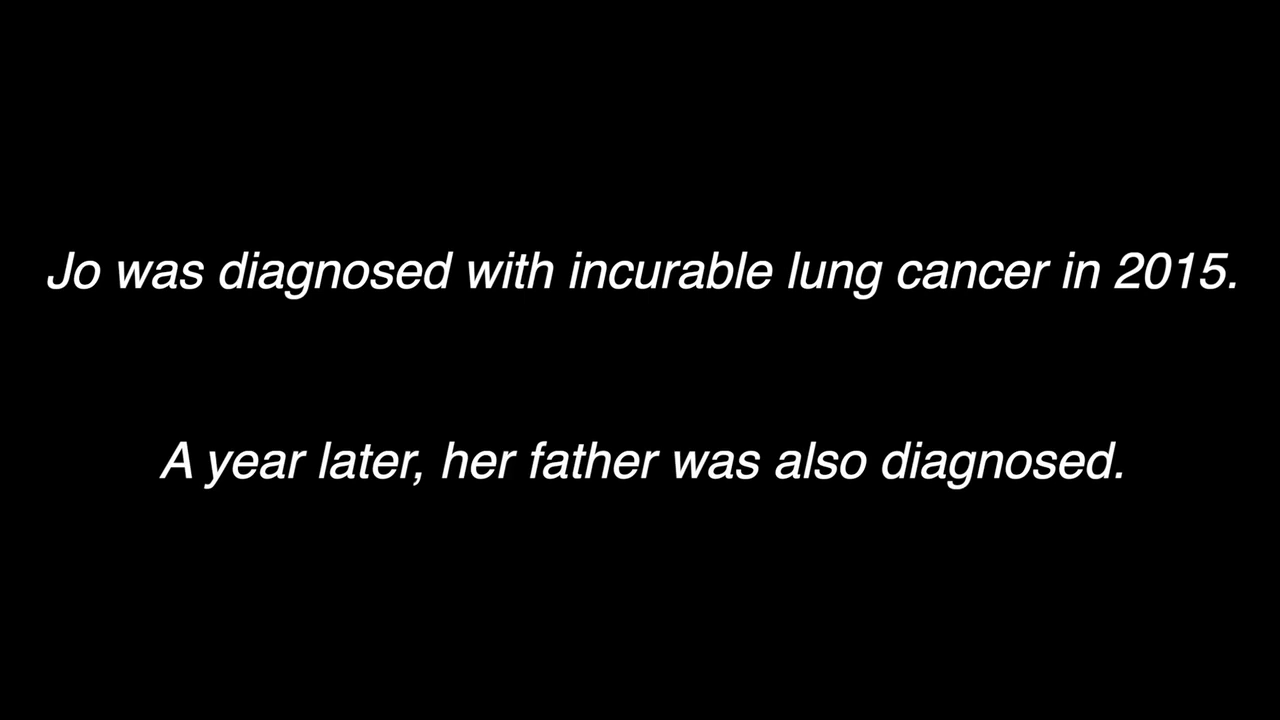 Jo was diagnosed with incurable lung cancer in 2015.
A year later, her father was also diagnosed.